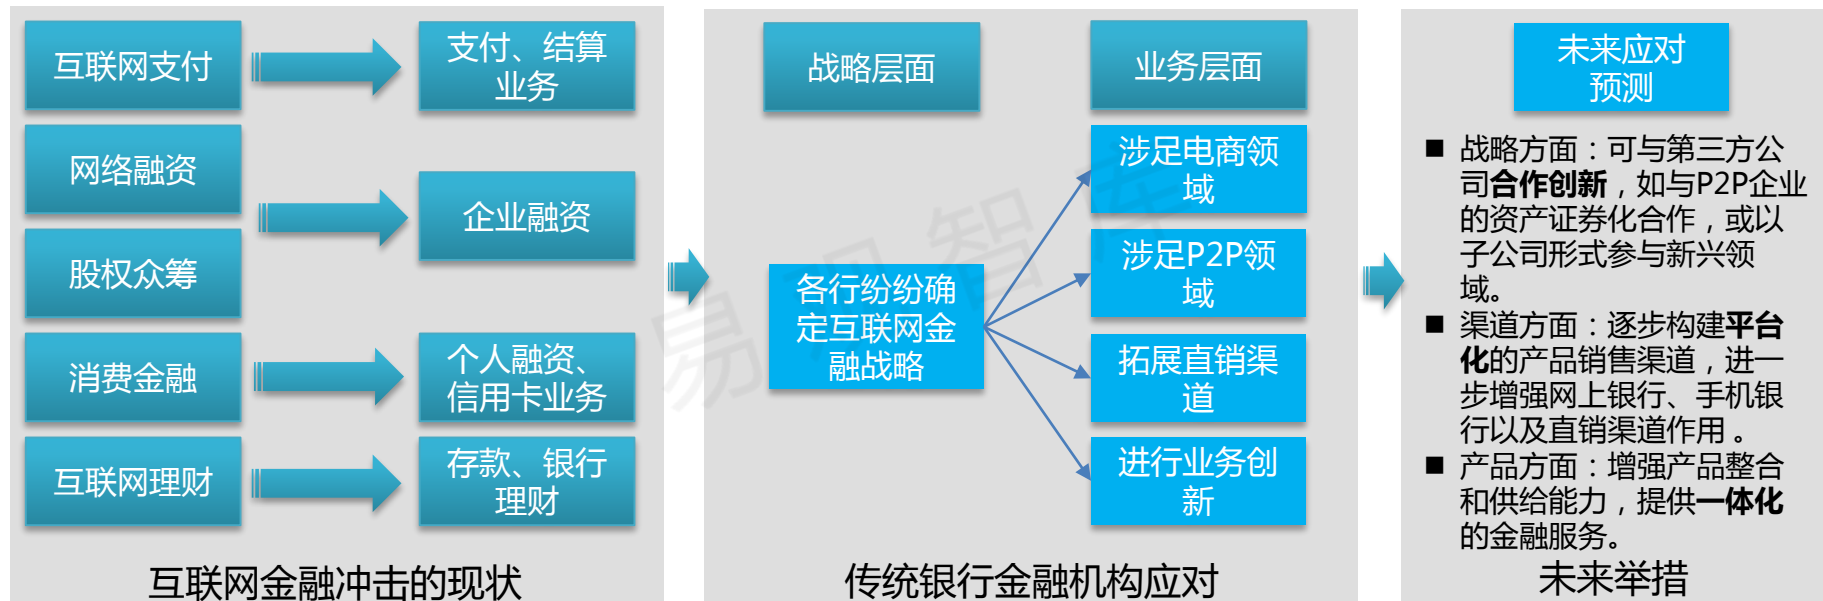 互联网支付
支付、结算
业务
网络融资
股权众筹
企业融资
消费金融
个人融资、
信用卡业务
互联网理财
存款、银行
理财
互联网金融冲击的现状
战略层面
业务层面
各行纷纷确
定互联网金
融战略
涉足电商领
域
涉足P2P领
域
拓展直销渠
道
进行业务创
新
传统银行金融机构应对
未来应对
预测
■ 战略方面：可与第三方公
司合作创新，如与P2P企业
的资产证券化合作，或以
子公司形式参与新兴领
域。
■ 渠道方面：逐步构建平台
化的产品销售渠道，进一
步增强网上银行、手机银
行以及直销渠道作用。
■ 产品方面：增强产品整合
和供给能力，提供一体化
的金融服务。
未来举措
易观智库